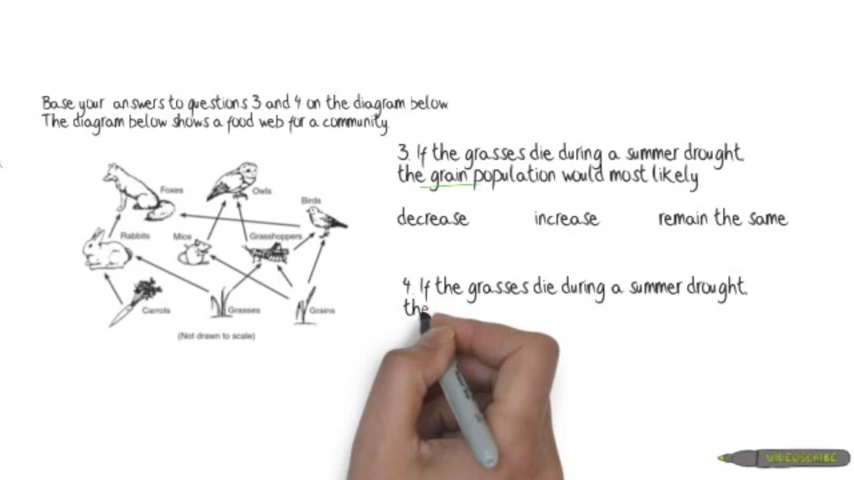 Base your answers to questions 3 and 4 on the diagram below
The diagram below shows a food web for a community.
3. If the grasses die during a summer drought.
the grain population would most likely
decrease increase remain the same
4. If the grasses die during a summer drought.
the
Foxes
Owls
Birds
Rabbits
Mice
Grasshoppers
Carrots
Grasses
Grains
(Not drawn to scale)
VIDEOSCRIBE